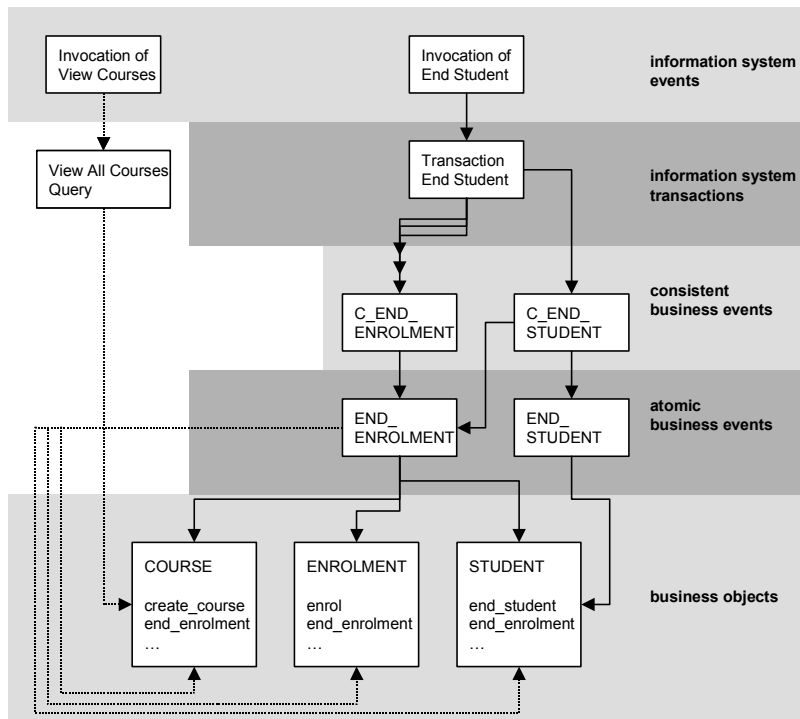 Invocation of
View Courses
Invocation of
End Student
information system
events
View All Courses
Query
Transaction
End Student
information system
transactions
C_END_
ENROLMENT
C_END_
STUDENT
consistent
business events
END_
ENROLMENT
END_
STUDENT
atomic
business events
COURSE
create_course
end_enrolment
…
ENROLMENT
enrol
end_enrolment
…
STUDENT
end_student
end_enrolment
…
business objects